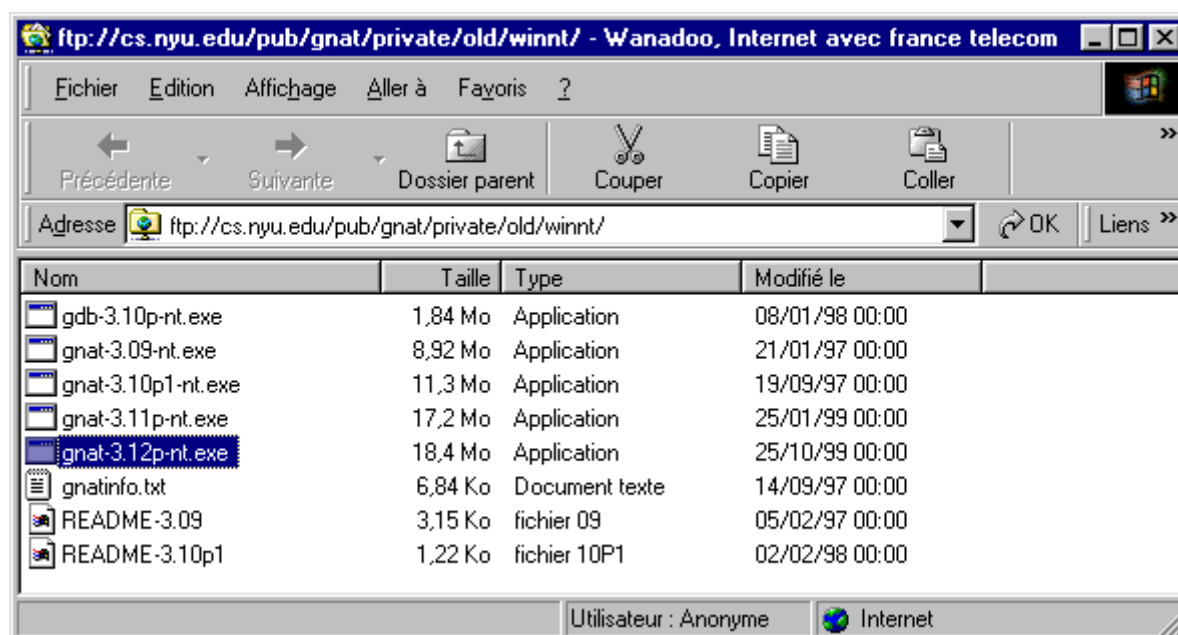 ftp://cs.nyu.edu/pub/gnat/private/old/winnt/ - Wanadoo, Internet avec france telecom
Fichier Edition Affichage Aller à Favoris ?
Précédente Suivante Dossier parent Couper Copier Coller »
Adresse ftp://cs.nyu.edu/pub/gnat/private/old/winnt/ OK Liens »
Nom Taille Type Modifié le
gdb-3.10p-nt.exe 1,84 Mo Application 08/01/98 00:00
gnat-3.09-nt.exe 8,92 Mo Application 21/01/97 00:00
gnat-3.10p1-nt.exe 11,3 Mo Application 19/09/97 00:00
gnat-3.11p-nt.exe 17,2 Mo Application 25/01/99 00:00
gnat-3.12p-nt.exe 18,4 Mo Application 25/10/99 00:00
gnatinfo.txt 6,84 Ko Document texte 14/09/97 00:00
README-3.09 3,15 Ko fichier 09 05/02/97 00:00
README-3.10p1 1,22 Ko fichier 10P1 02/02/98 00:00
Utilisateur : Anonyme Internet